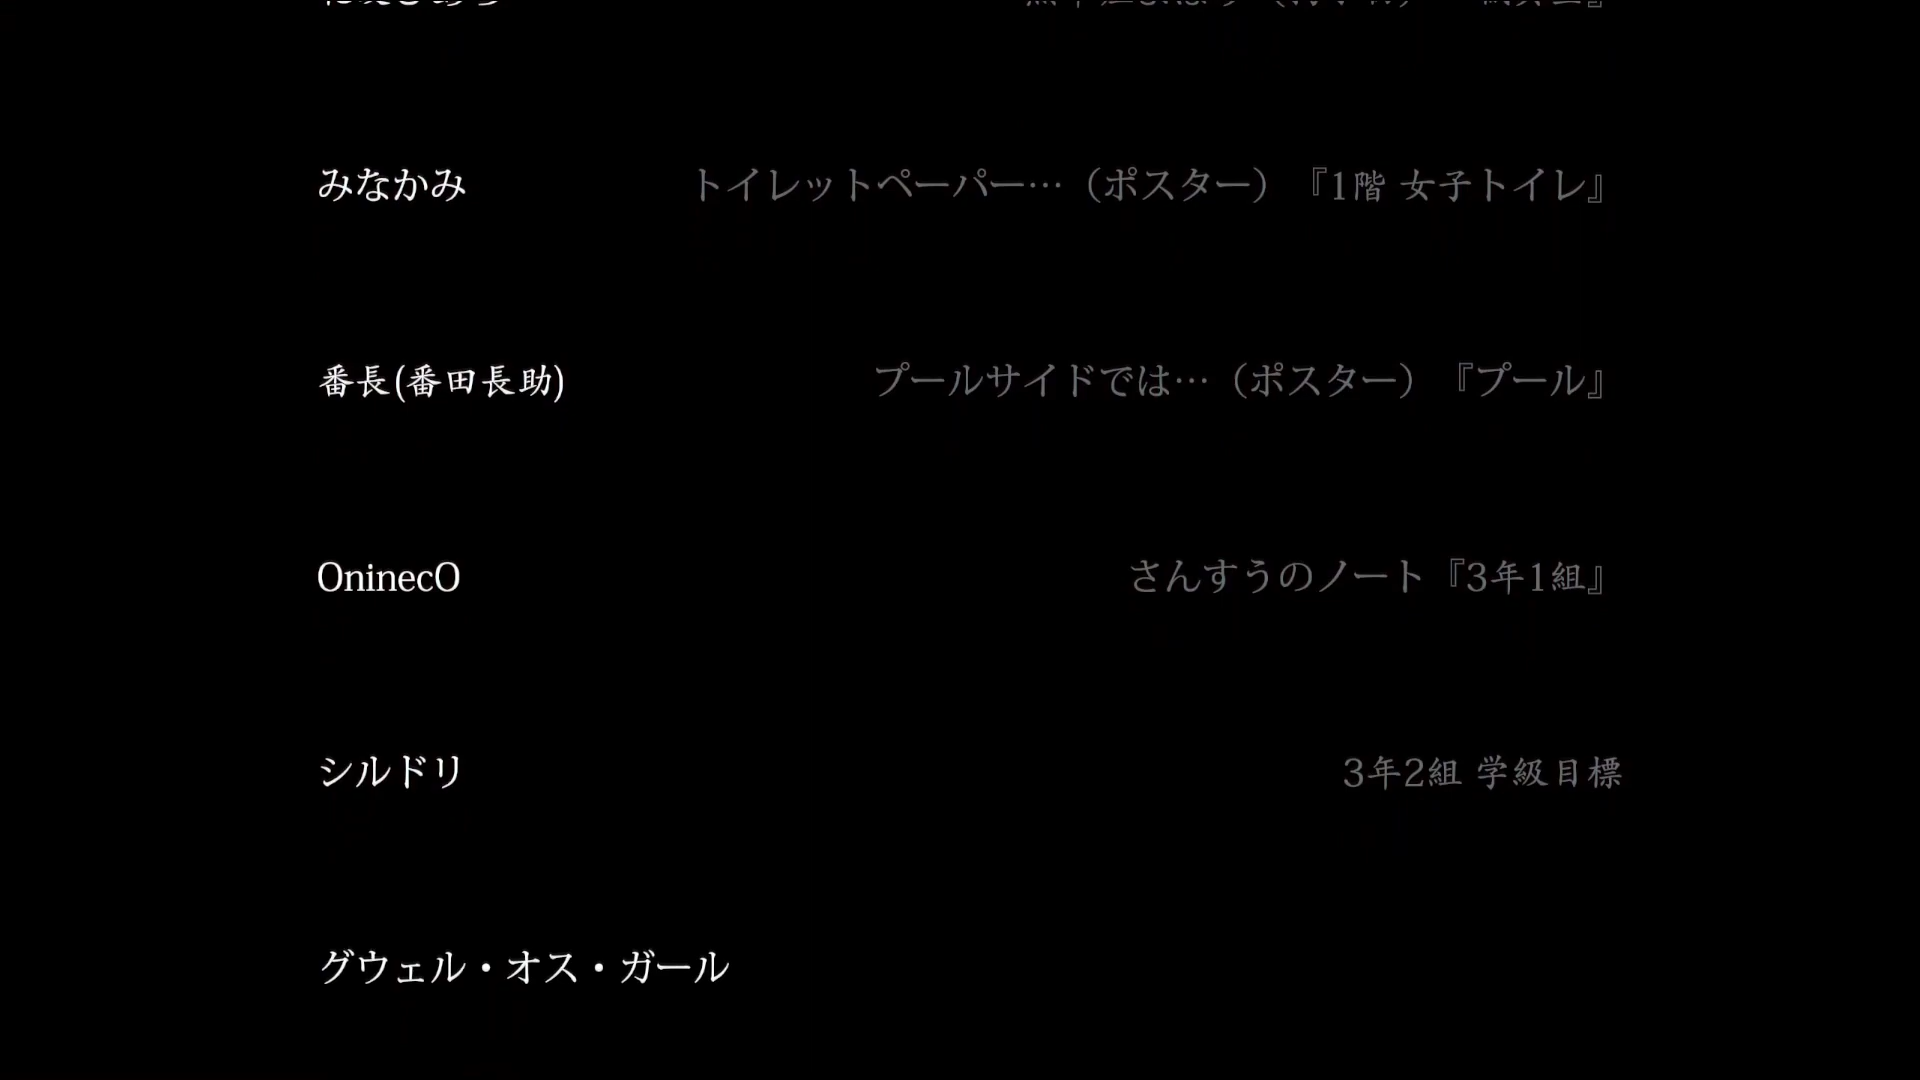 みなかみ トイレットペーパー…（ポスター）『1階 女子トイレ』
番長(番田長助) プールサイドでは…（ポスター）『プール』
OninecO さんすうのノート『3年1組』
シルドリ 3年2組 学級目標
グウェル・オス・ガール